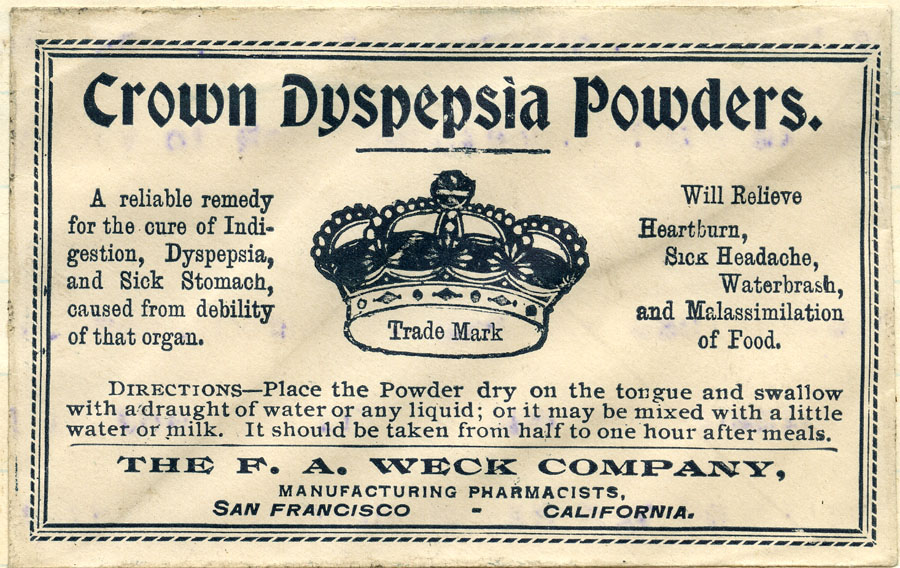 Crown Dyspepsia Powders.
A reliable remedy
for the cure of Indi-
gestion, Dyspepsia,
and Sick Stomach,
caused from debility
of that organ.
Trade Mark
Will Relieve
Heartburn,
Sick Headache,
Waterbrash,
and Malassimilation
of Food.
DIRECTIONS—Place the Powder dry on the tongue and swallow
with a draught of water or any liquid; or it may be mixed with a little
water or milk. It should be taken from half to one hour after meals.
THE F. A. WECK COMPANY,
MANUFACTURING PHARMACISTS,
SAN FRANCISCO - CALIFORNIA.